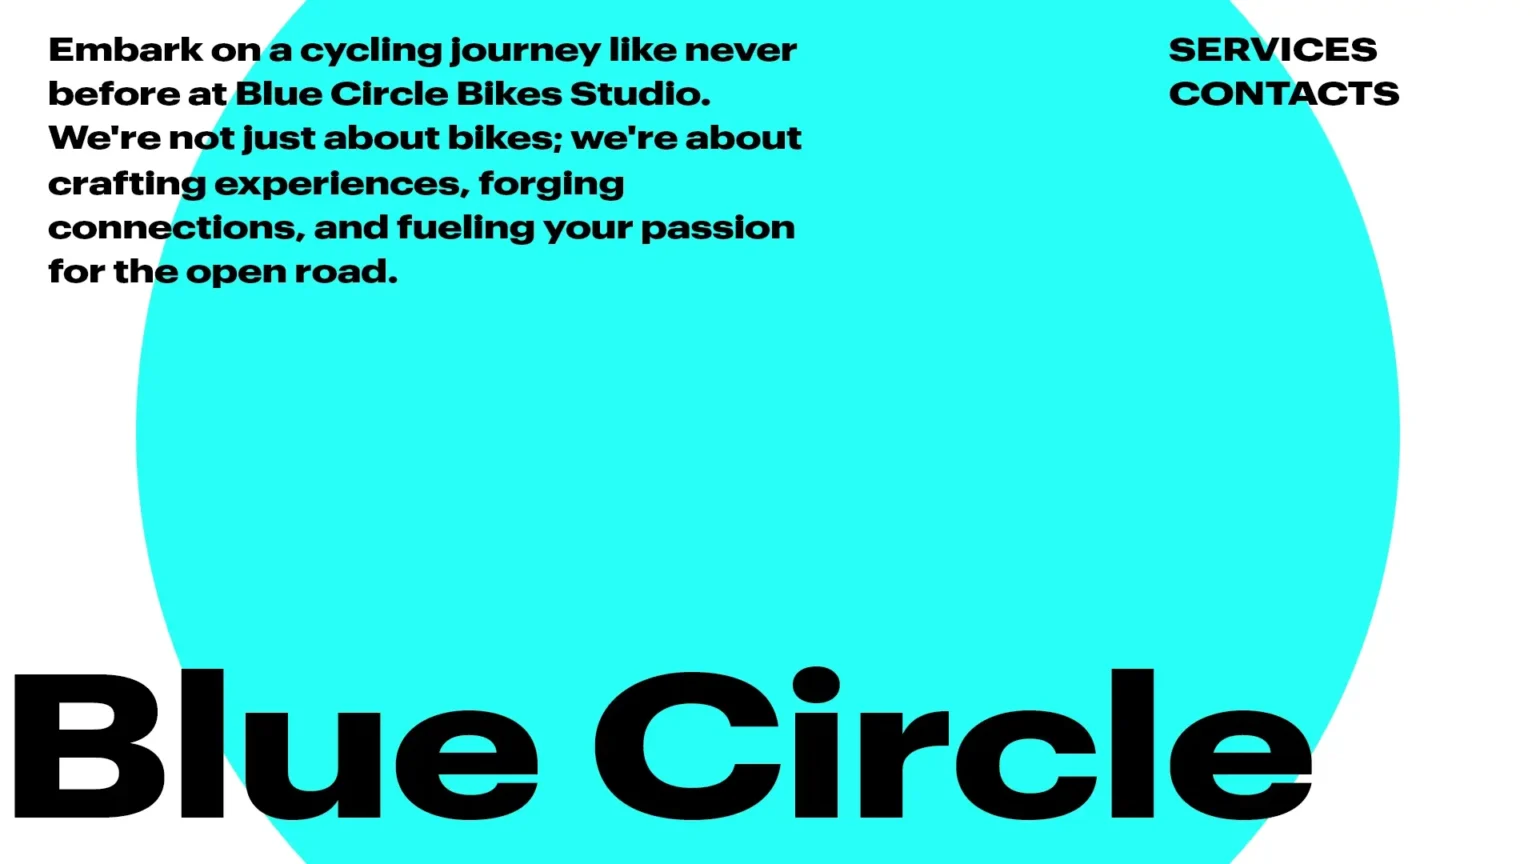 Embark on a cycling journey like never
before at Blue Circle Bikes Studio.
We're not just about bikes; we're about
crafting experiences, forging
connections, and fueling your passion
for the open road.
SERVICES
CONTACTS
Blue Circle